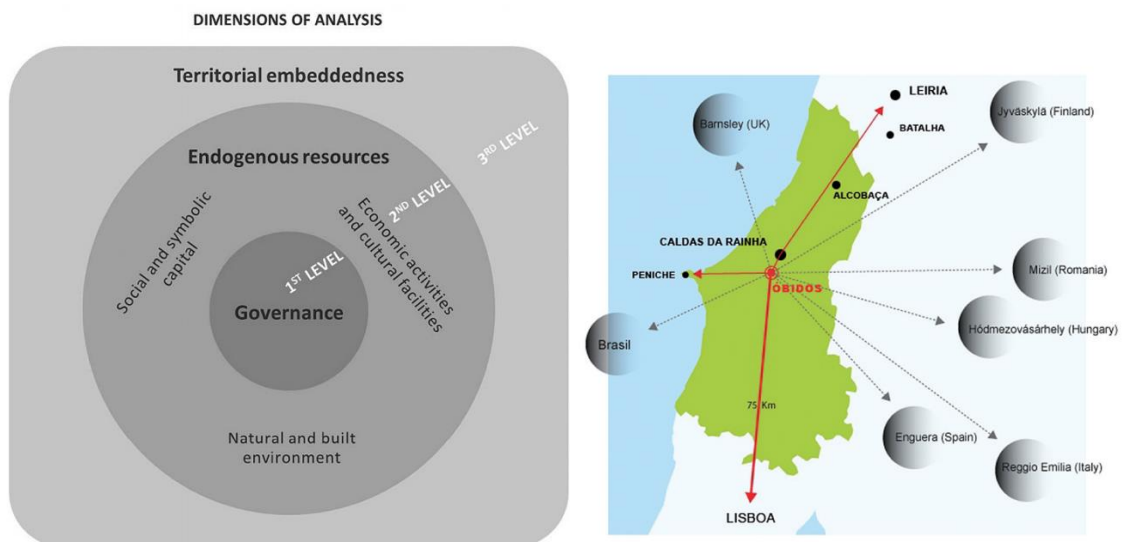 DIMENSIONS OF ANALYSIS
Territorial embeddedness
3RD LEVEL
Endogenous resources
2ND LEVEL
Social and symbolic
capital
Economic activities
and cultural facilities
1ST LEVEL
Governance
Natural and built
environment
LEIRIA
Barnsley (UK)
Jyväskylä (Finland)
BATALHA
ALCOBAÇA
CALDAS DA RAINHA
PENICHE
Mizil (Romania)
ÓBIDOS
Hódmezovásárhely (Hungary)
Brasil
75 Km
Enguera (Spain)
Reggio Emilia (Italy)
LISBOA